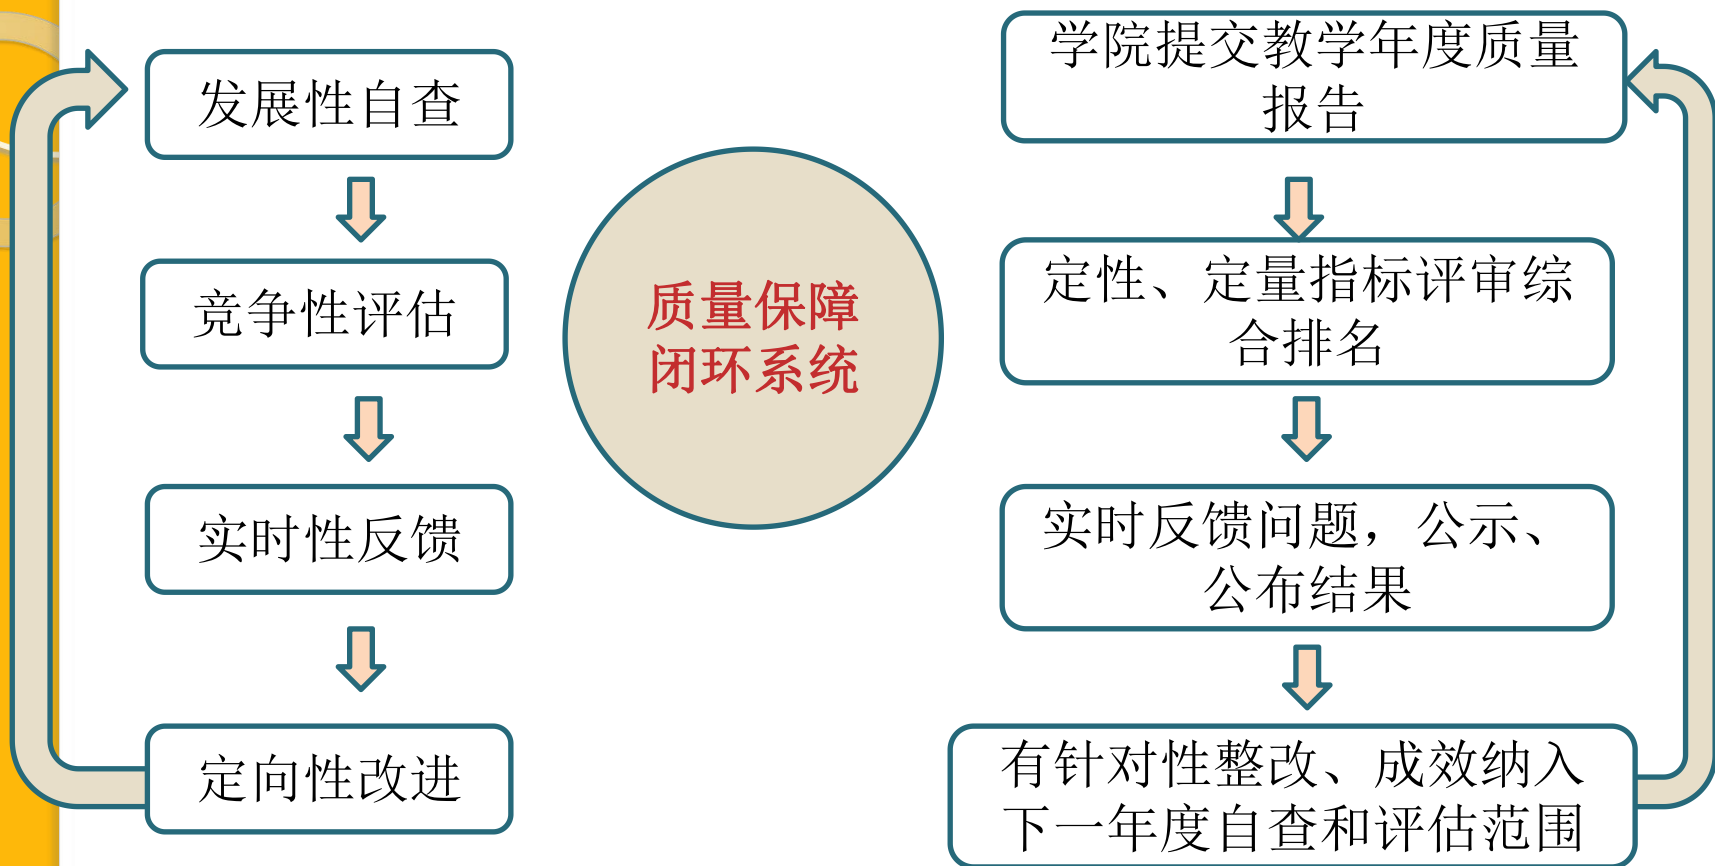 发展性自查
竞争性评估
实时性反馈
定向性改进
质量保障
闭环系统
学院提交教学年度质量
报告
定性、定量指标评审综
合排名
实时反馈问题，公示、
公布结果
有针对性整改、成效纳入
下一年度自查和评估范围